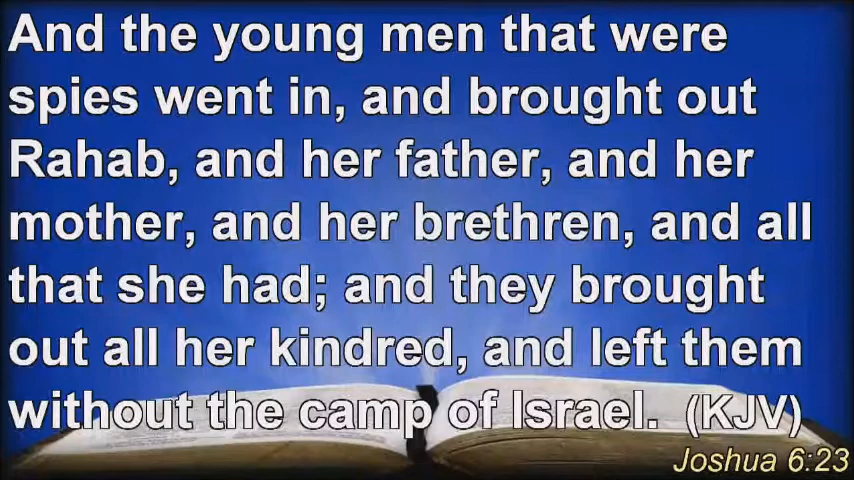 And the young men that were
spies went in, and brought out
Rahab, and her father, and her
mother, and her brethren, and all
that she had; and they brought
out all her kindred, and left them
without the camp of Israel. (KJV)
Joshua 6:23